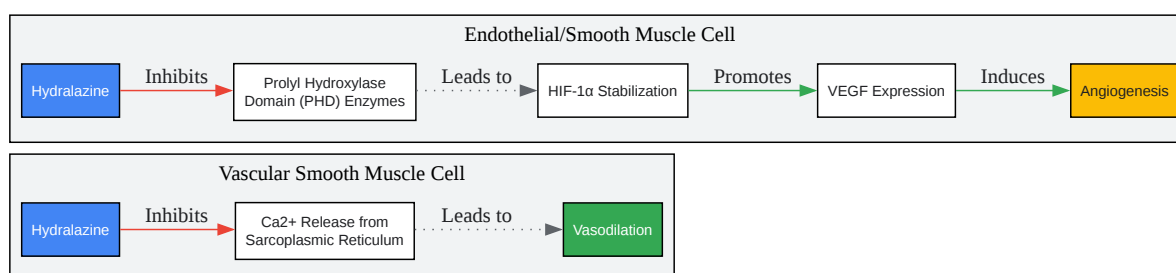 Endothelial/Smooth Muscle Cell
Hydralazine
Inhibits
Prolyl Hydroxylase
Domain (PHD) Enzymes
Leads to
HIF-1α Stabilization
Promotes
VEGF Expression
Induces
Angiogenesis
Vascular Smooth Muscle Cell
Hydralazine
Inhibits
Ca2+ Release from
Sarcoplasmic Reticulum
Leads to
Vasodilation